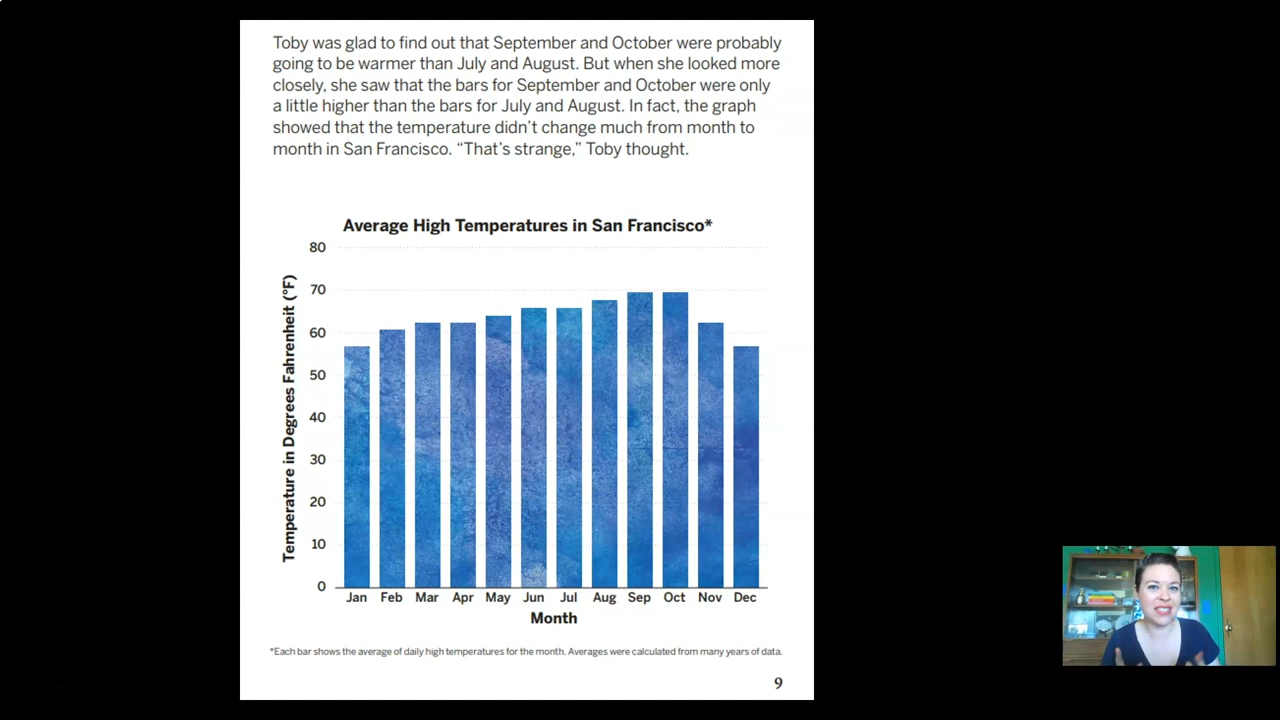 Toby was glad to find out that September and October were probably
going to be warmer than July and August. But when she looked more
closely, she saw that the bars for September and October were only
a little higher than the bars for July and August. In fact, the graph
showed that the temperature didn’t change much from month to
month in San Francisco. “That’s strange,” Toby thought.
Average High Temperatures in San Francisco*
Temperature in Degrees Fahrenheit (°F)
80
70
60
50
40
30
20
10
0
Jan Feb Mar Apr May Jun Jul Aug Sep Oct Nov Dec
Month
*Each bar shows the average of daily high temperatures for the month. Averages were calculated from many years of data.
9